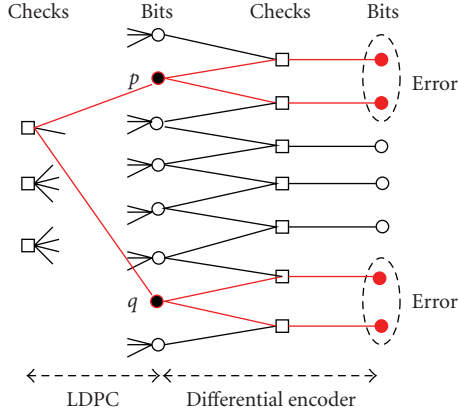 Checks Bits Checks Bits
p
Error
q
Error
LDPC Differential encoder